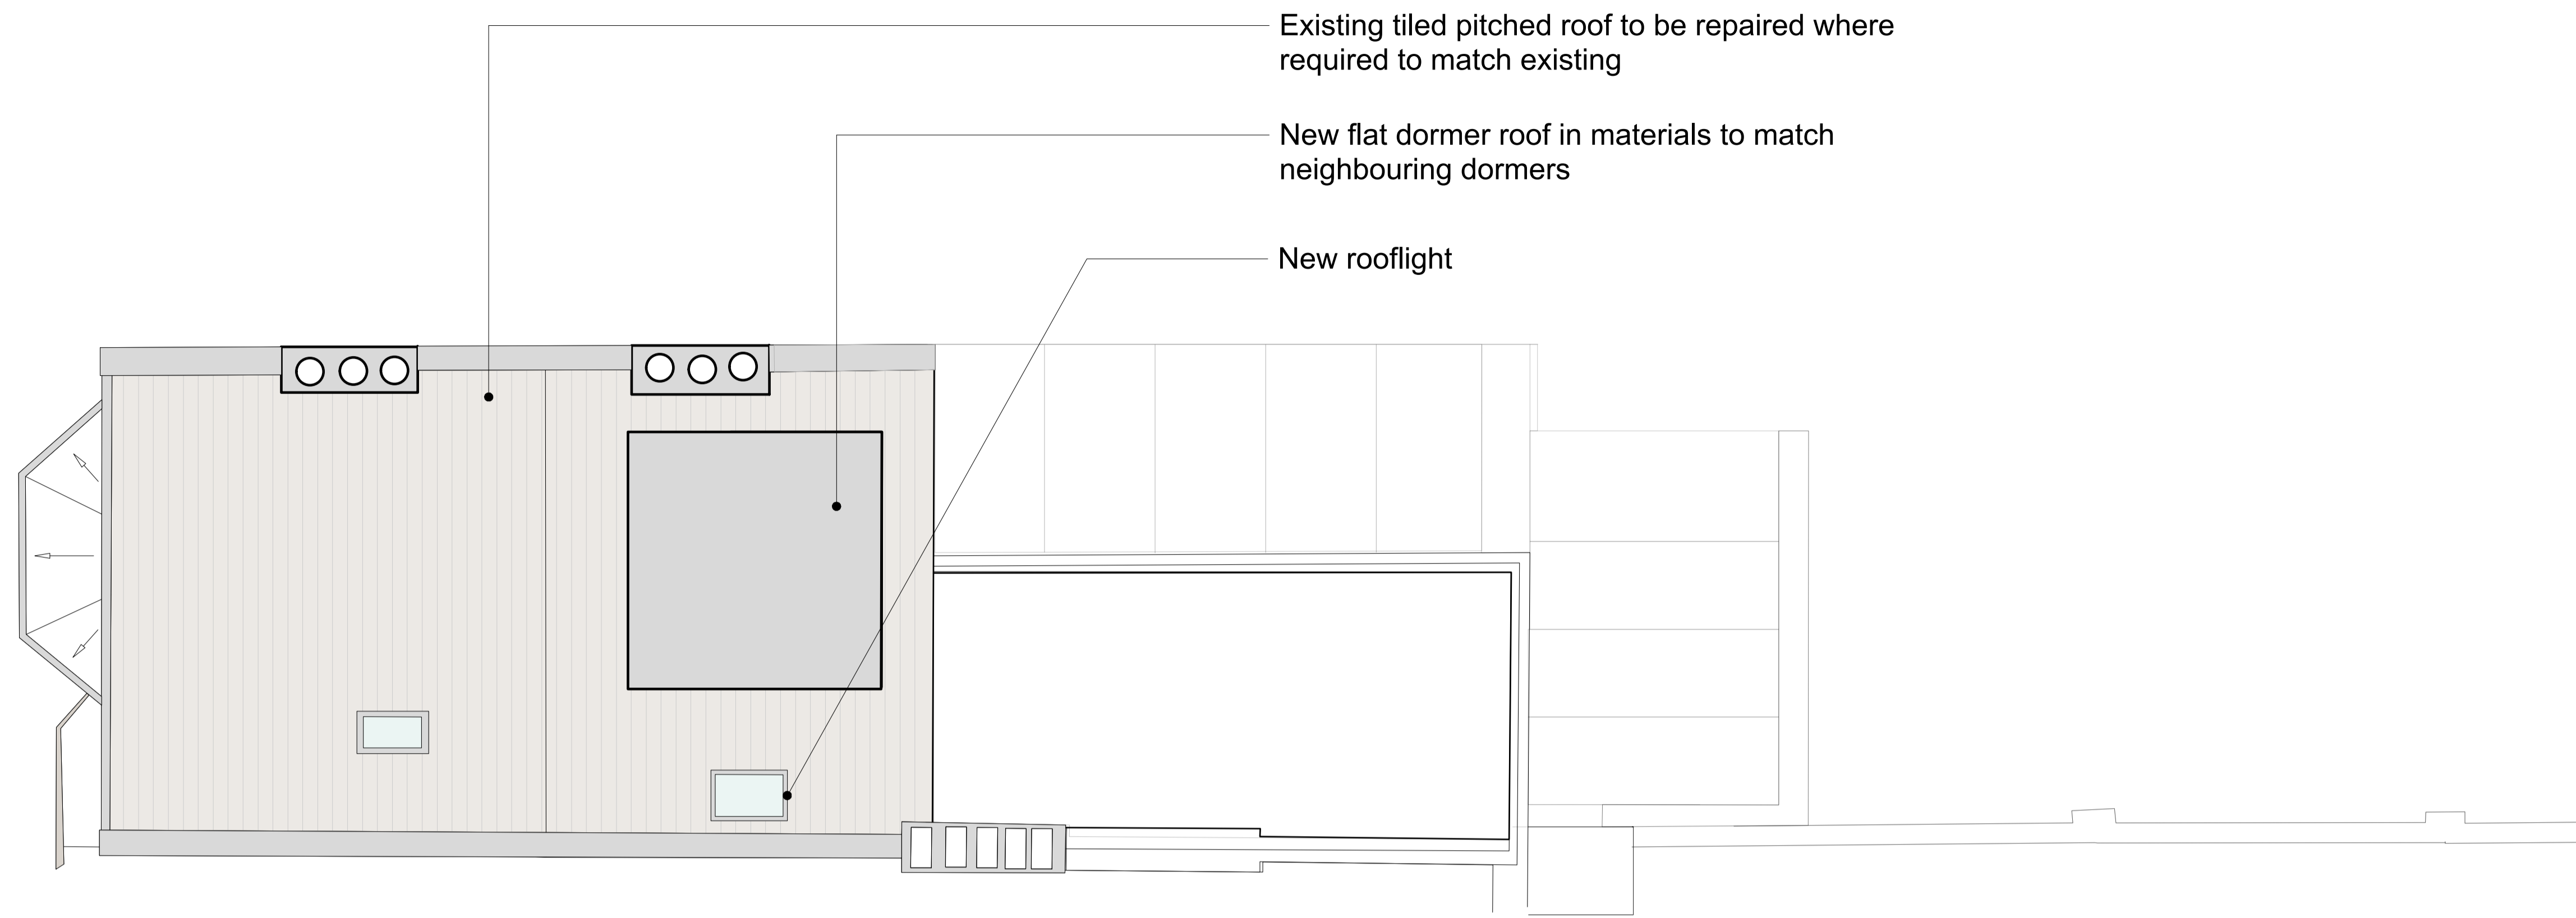 Existing tiled pitched roof to be repaired where
required to match existing
New flat dormer roof in materials to match
neighbouring dormers
New rooflight